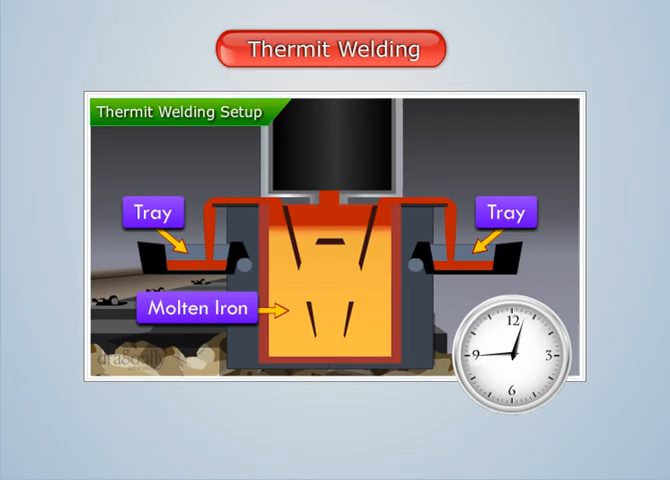 Thermit Welding
Thermit Welding Setup
Tray
Tray
Molten Iron
12
9
3
6